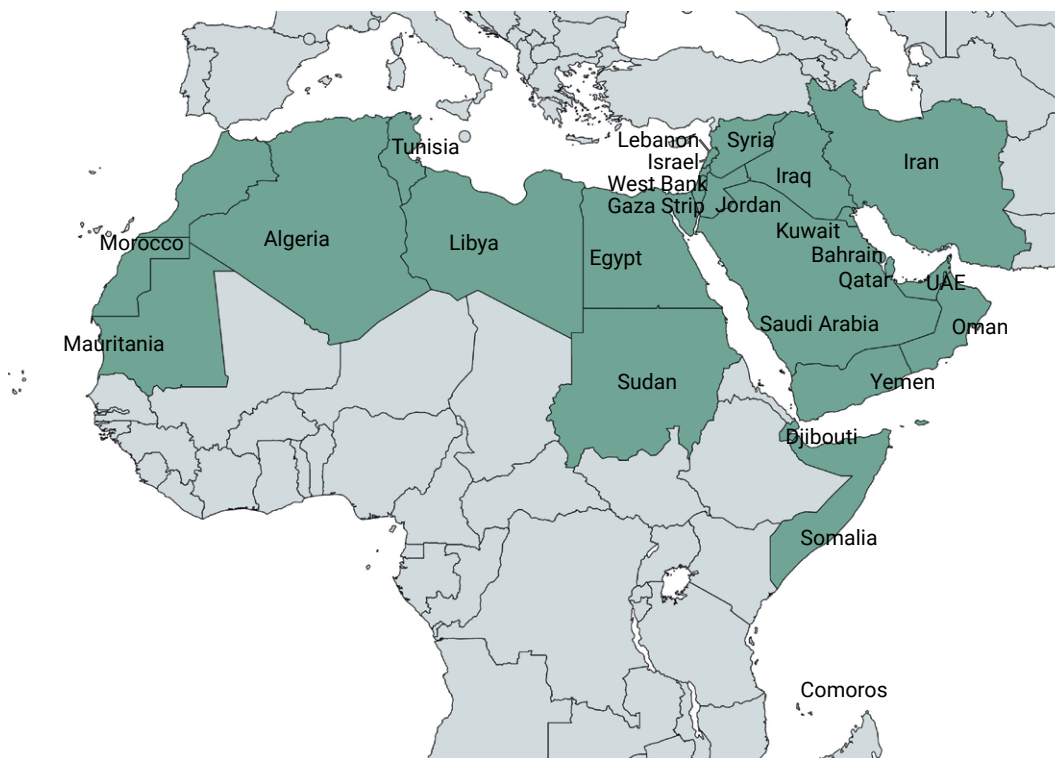 Tunisia
Lebanon
Syria
Israel
Iran
Iraq
West Bank
Gaza Strip
Jordan
Kuwait
Morocco
Algeria
Libya
Egypt
Bahrain
Qatar
UAE
Saudi Arabia
Oman
Mauritania
Sudan
Yemen
Djibouti
Somalia
Comoros